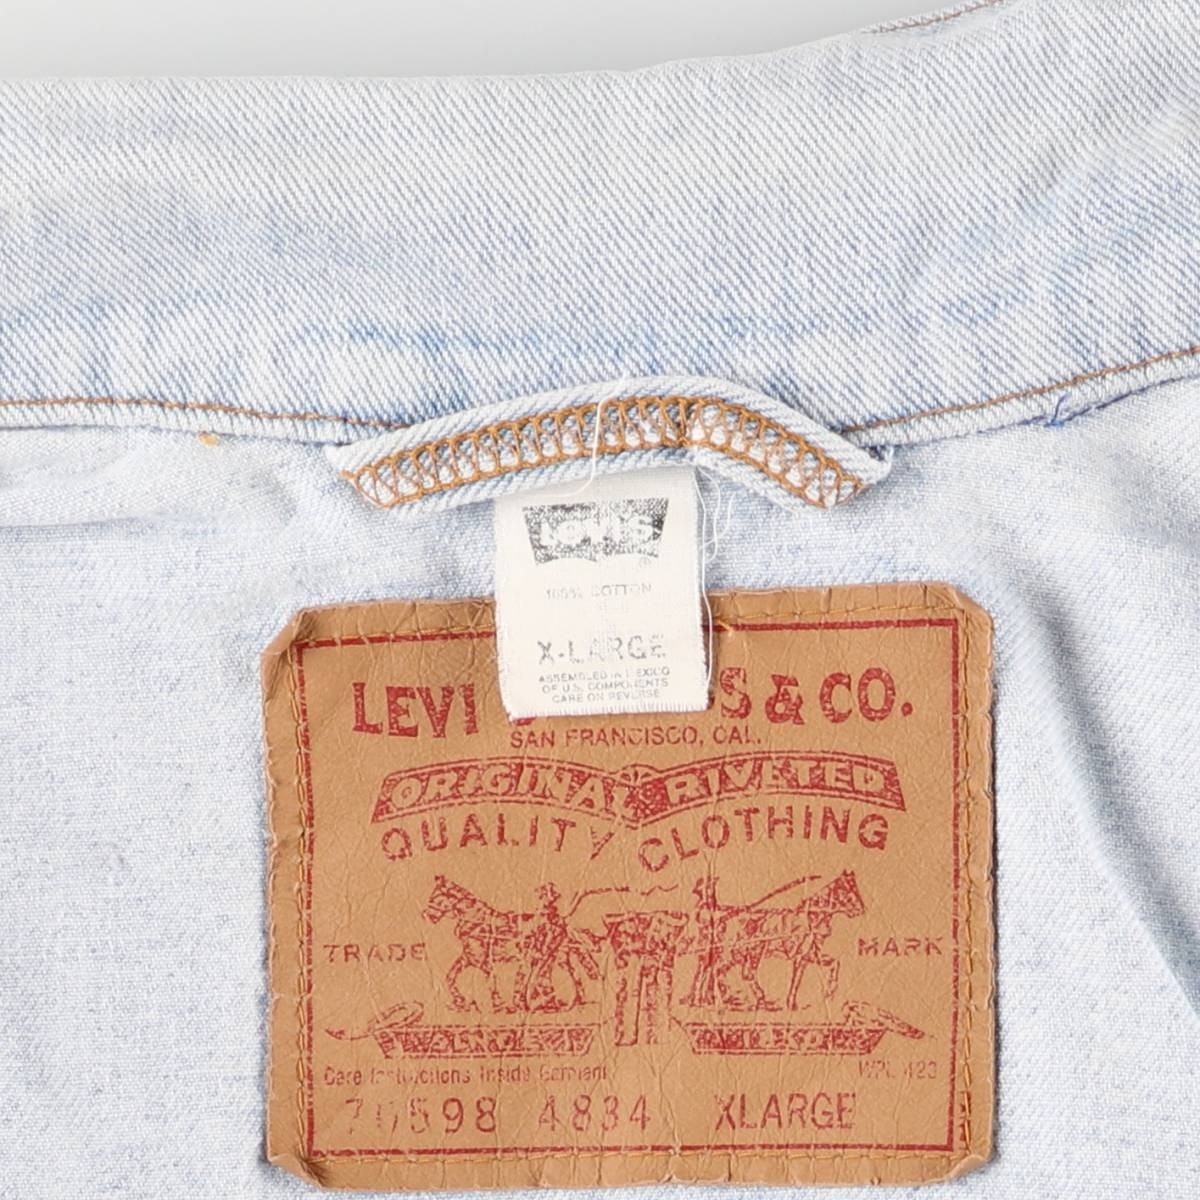 Levi's
®
100% COTTON
X-LARGE
ASSEMBLED IN MEXICO
OF U.S. COMPONENTS
CARE ON REVERSE
LEVI S & CO.
SAN FRANCISCO, CAL.
ORIGINAL RIVETED
QUALITY CLOTHING
TRADE MARK
Care Instructions Inside Garment WPL 423
70598 4834 XLARGE